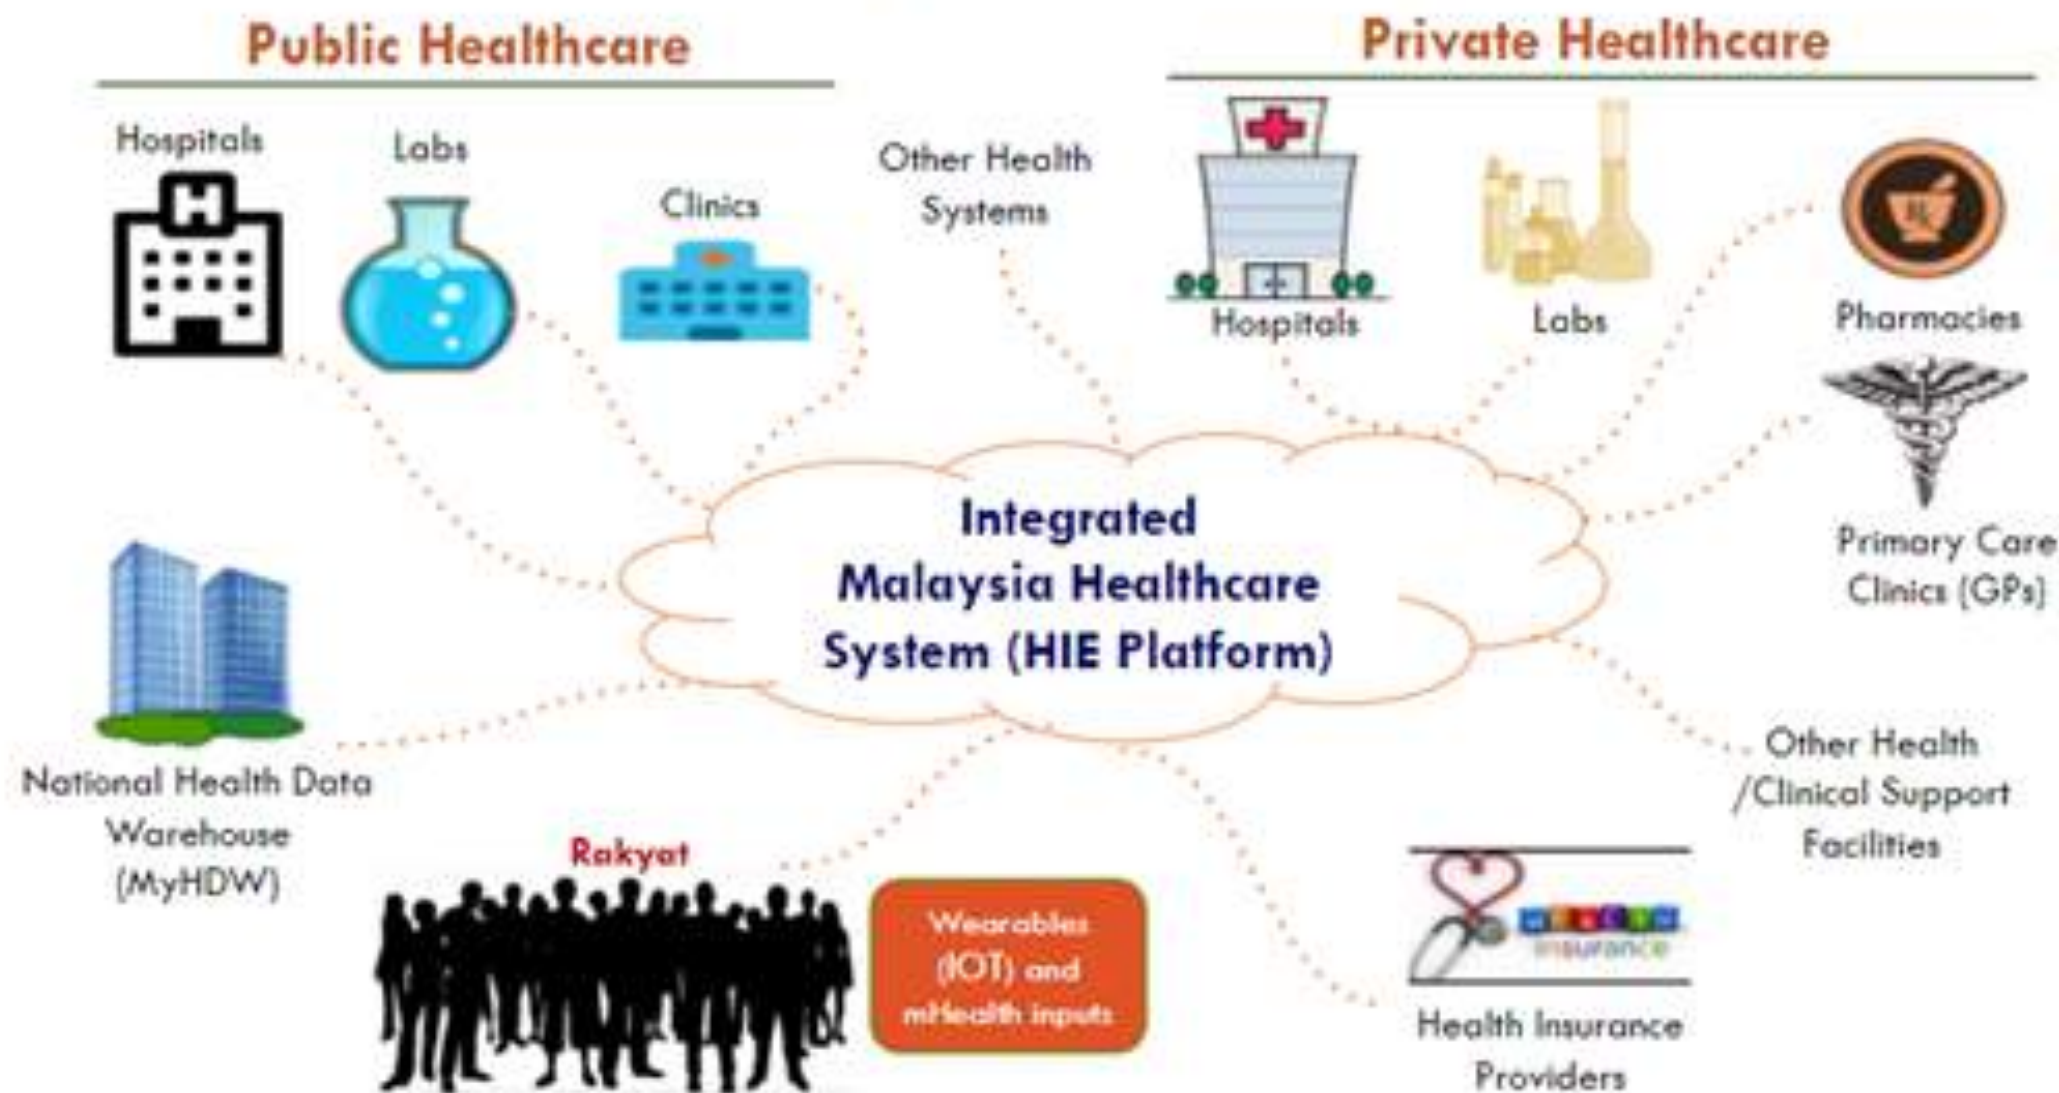 Public Healthcare
Private Healthcare
Hospitals
Labs
Clinics
Other Health
Systems
Hospitals
Labs
Pharmacies
Primary Care
Clinics (GPs)
Integrated
Malaysia Healthcare
System (HIE Platform)
National Health Data
Warehouse
(MyHDW)
Rakyat
Wearables
(IOT) and
mHealth inputs
Other Health
/Clinical Support
Facilities
HEALTH
insurance
Health Insurance
Providers
H
Rx